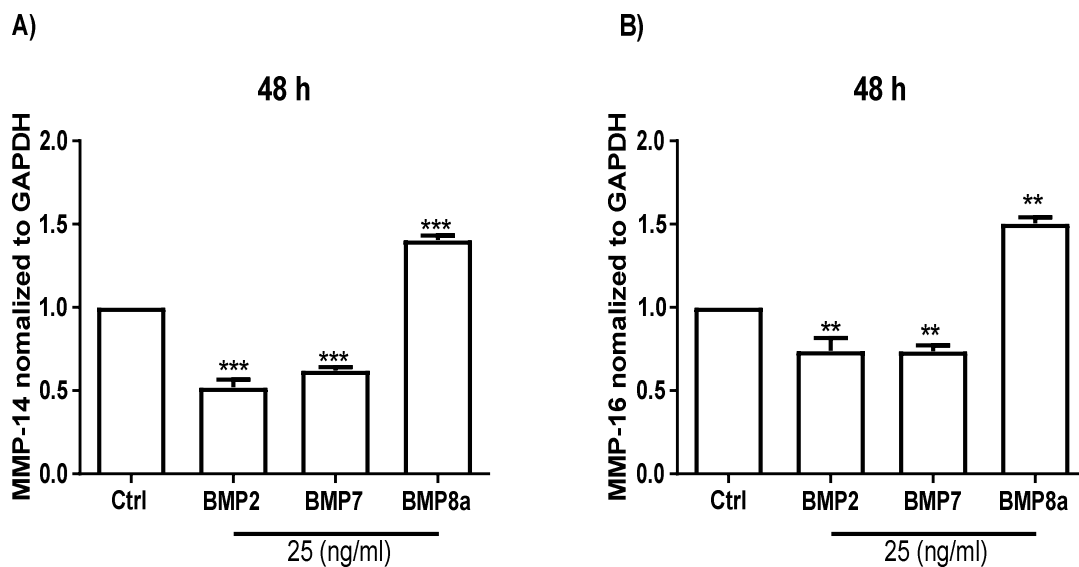 A)
48 h
MMP-14 nomalized to GAPDH
2.0
1.5
1.0
0.5
0.0
***
***
***
Ctrl BMP2 BMP7 BMP8a
25 (ng/ml)
B)
48 h
MMP-16 nomalized to GAPDH
2.0
1.5
1.0
0.5
0.0
**
**
**
Ctrl BMP2 BMP7 BMP8a
25 (ng/ml)